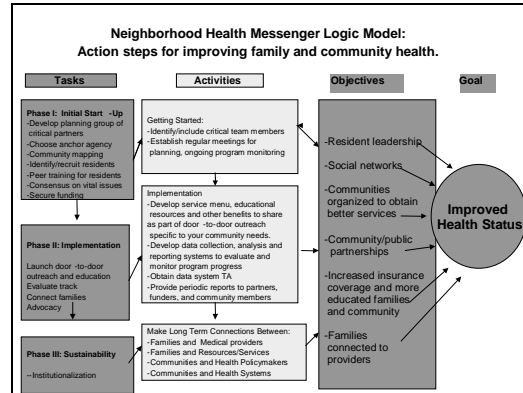 Neighborhood Health Messenger Logic Model:
Action steps for improving family and community health.
Tasks
Activities
Objectives
Goal
Phase I: Initial Start -Up
-Develop planning group of
critical partners
-Choose anchor agency
-Community mapping
-Identify/recruit residents
-Peer training for residents
-Consensus on vital issues
-Secure funding
Phase II: Implementation
Launch door -to-door
outreach and education
Evaluate track
Connect families
Advocacy
Phase III: Sustainability
--Institutionalization
Getting Started:
-Identify/include critical team members
-Establish regular meetings for
planning, ongoing program monitoring
Implementation
-Develop service menu, educational
resources and other benefits to share
as part of door -to-door outreach
specific to your community needs.
-Develop data collection, analysis and
reporting systems to evaluate and
monitor program progress
-Obtain data system TA
-Provide periodic reports to partners,
funders, and community members
Make Long Term Connections Between:
-Families and Medical providers
-Families and Resources/Services
-Communities and Health Policymakers
-Communities and Health Systems
-Resident leadership
-Social networks
-Communities
organized to obtain
better services
-Community/public
partnerships
-Increased insurance
coverage and more
educated families
and community
-Families
connected to
providers
Improved
Health Status